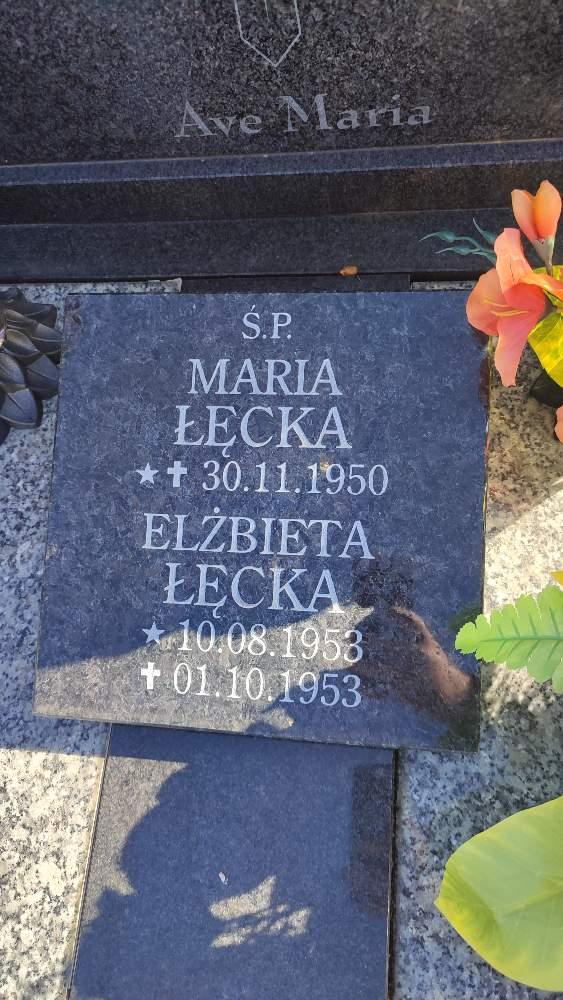 Ave Maria
Ś.P.
MARIA
ŁĘCKA
★ ✝ 30.11.1950
ELŻBIETA
ŁĘCKA
★ 10.08.1953
✝ 01.10.1953